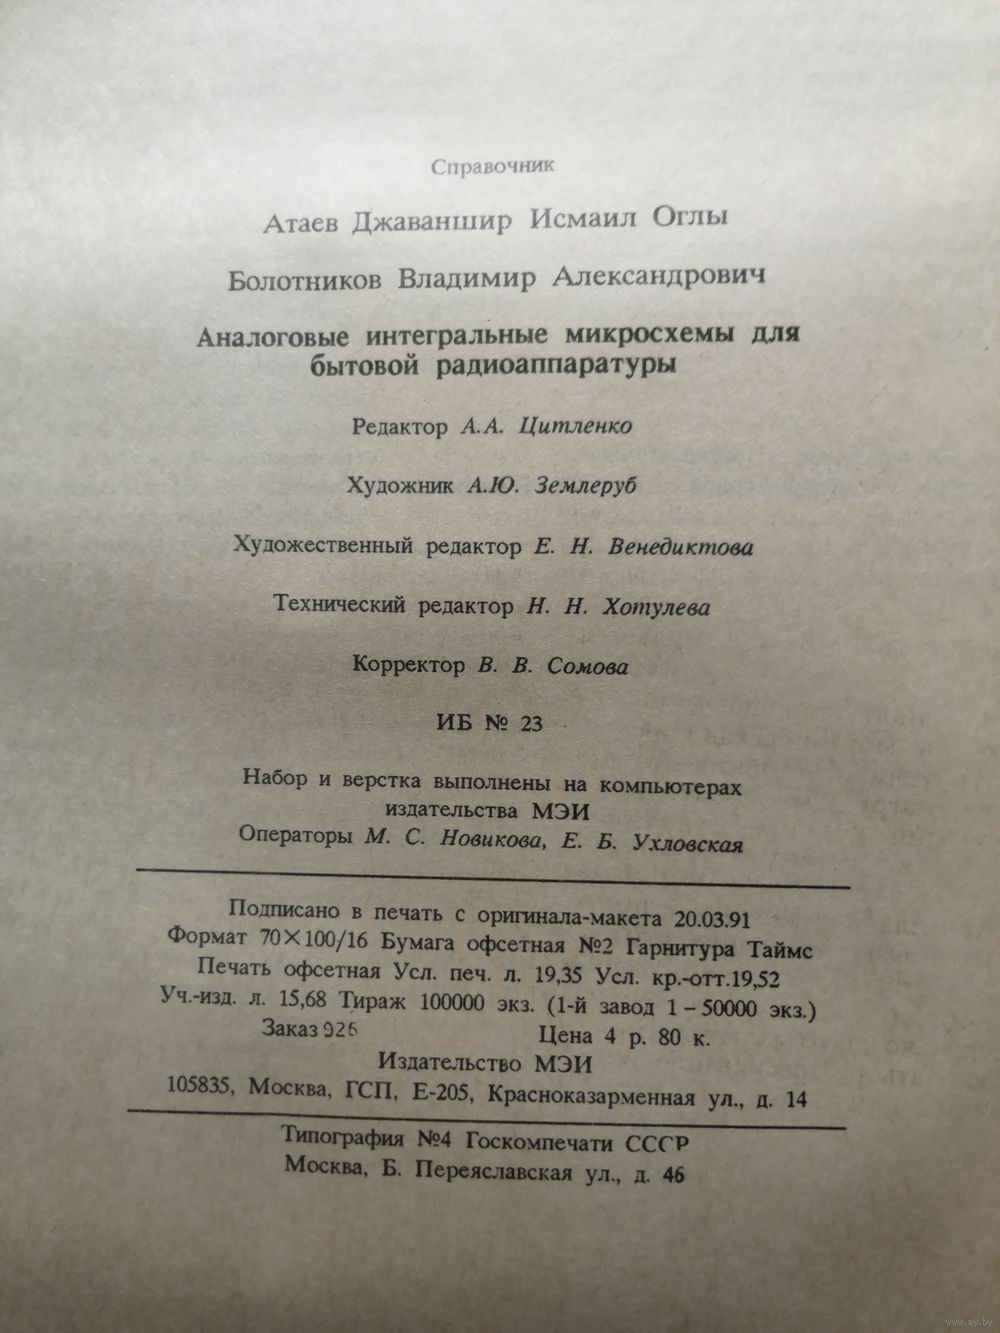 Справочник
Атаев Джаваншир Исмаил Оглы
Болотников Владимир Александрович
Аналоговые интегральные микросхемы для
бытовой радиоаппаратуры
Редактор А.А. Цитленко
Художник А.Ю. Землеруб
Художественный редактор Е. Н. Венедиктова
Технический редактор Н. Н. Хотулева
Корректор В. В. Сомова
ИБ № 23
Набор и верстка выполнены на компьютерах
издательства МЭИ
Операторы М. С. Новикова, Е. Б. Ухловская
Подписано в печать с оригинала-макета 20.03.91
Формат 70×100/16 Бумага офсетная №2 Гарнитура Таймс
Печать офсетная Усл. печ. л. 19,35 Усл. кр.-отт.19,52
Уч.-изд. л. 15,68 Тираж 100000 экз. (1-й завод 1 – 50000 экз.)
Заказ 926 Цена 4 р. 80 к.
Издательство МЭИ
105835, Москва, ГСП, Е-205, Красноказарменная ул., д. 14
Типография №4 Госкомпечати СССР
Москва, Б. Переяславская ул., д. 46
www.ay.by